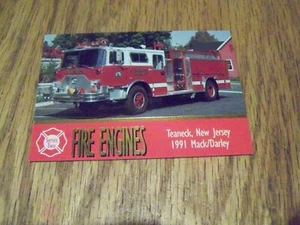 FIRE ENGINES
Teaneck, New Jersey
1991 Mack/Darley